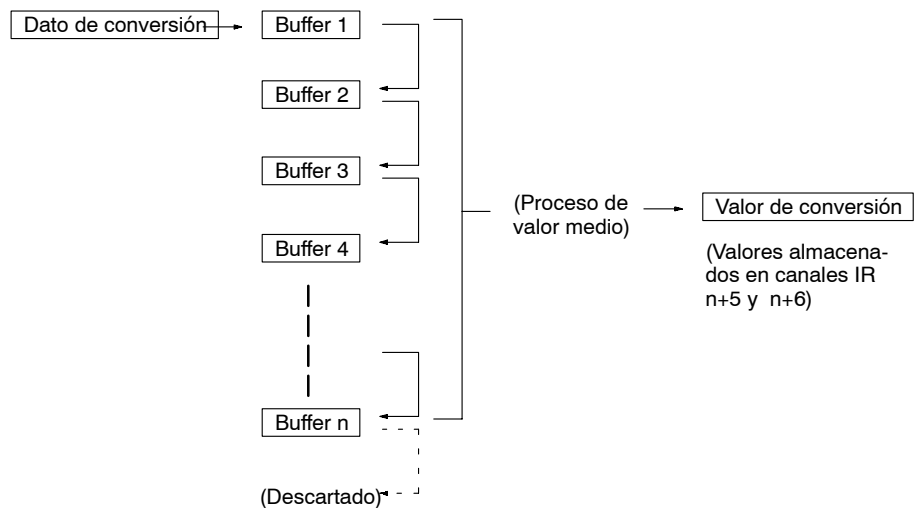 Dato de conversión
Buffer 1
Buffer 2
Buffer 3
Buffer 4
Buffer n
(Descartado)
(Proceso de
valor medio)
Valor de conversión
(Valores almacena-
dos en canales IR
n+5 y n+6)